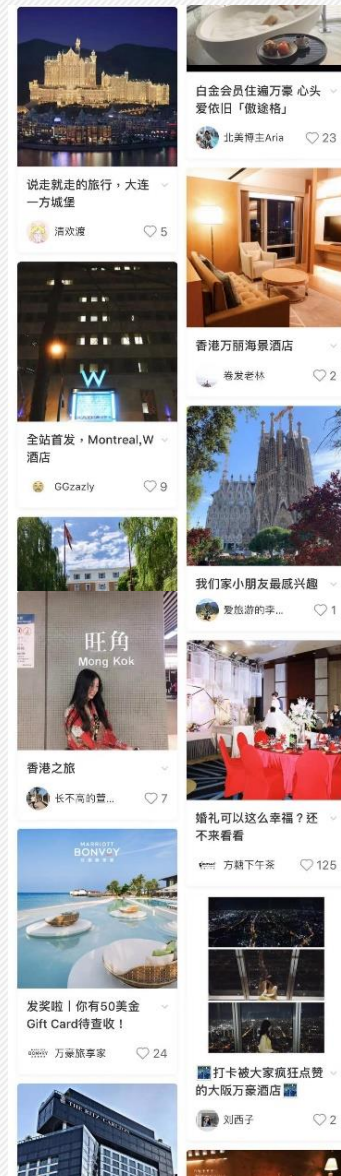 说走就走的旅行，大连
一方城堡
清欢渡
5
W
全站首发，Montreal,W
酒店
GGzazly
9
旺角
Mong Kok
香港之旅
长不高的萱...
7
MARRIOTT
BONVOY
发奖啦｜你有50美金
Gift Card待查收！
万豪旅享家
24
THE RITZ-CARLTON
白金会员住遍万豪 心头
爱依旧「傲途格」
北美博主Aria
23
香港万丽海景酒店
卷发老林
2
我们家小朋友最感兴趣
爱旅游的李...
1
婚礼可以这么幸福？还
不来看看
方糖下午茶
125
🌃打卡被大家疯狂点赞
的大阪万豪酒店🌃
刘西子
2